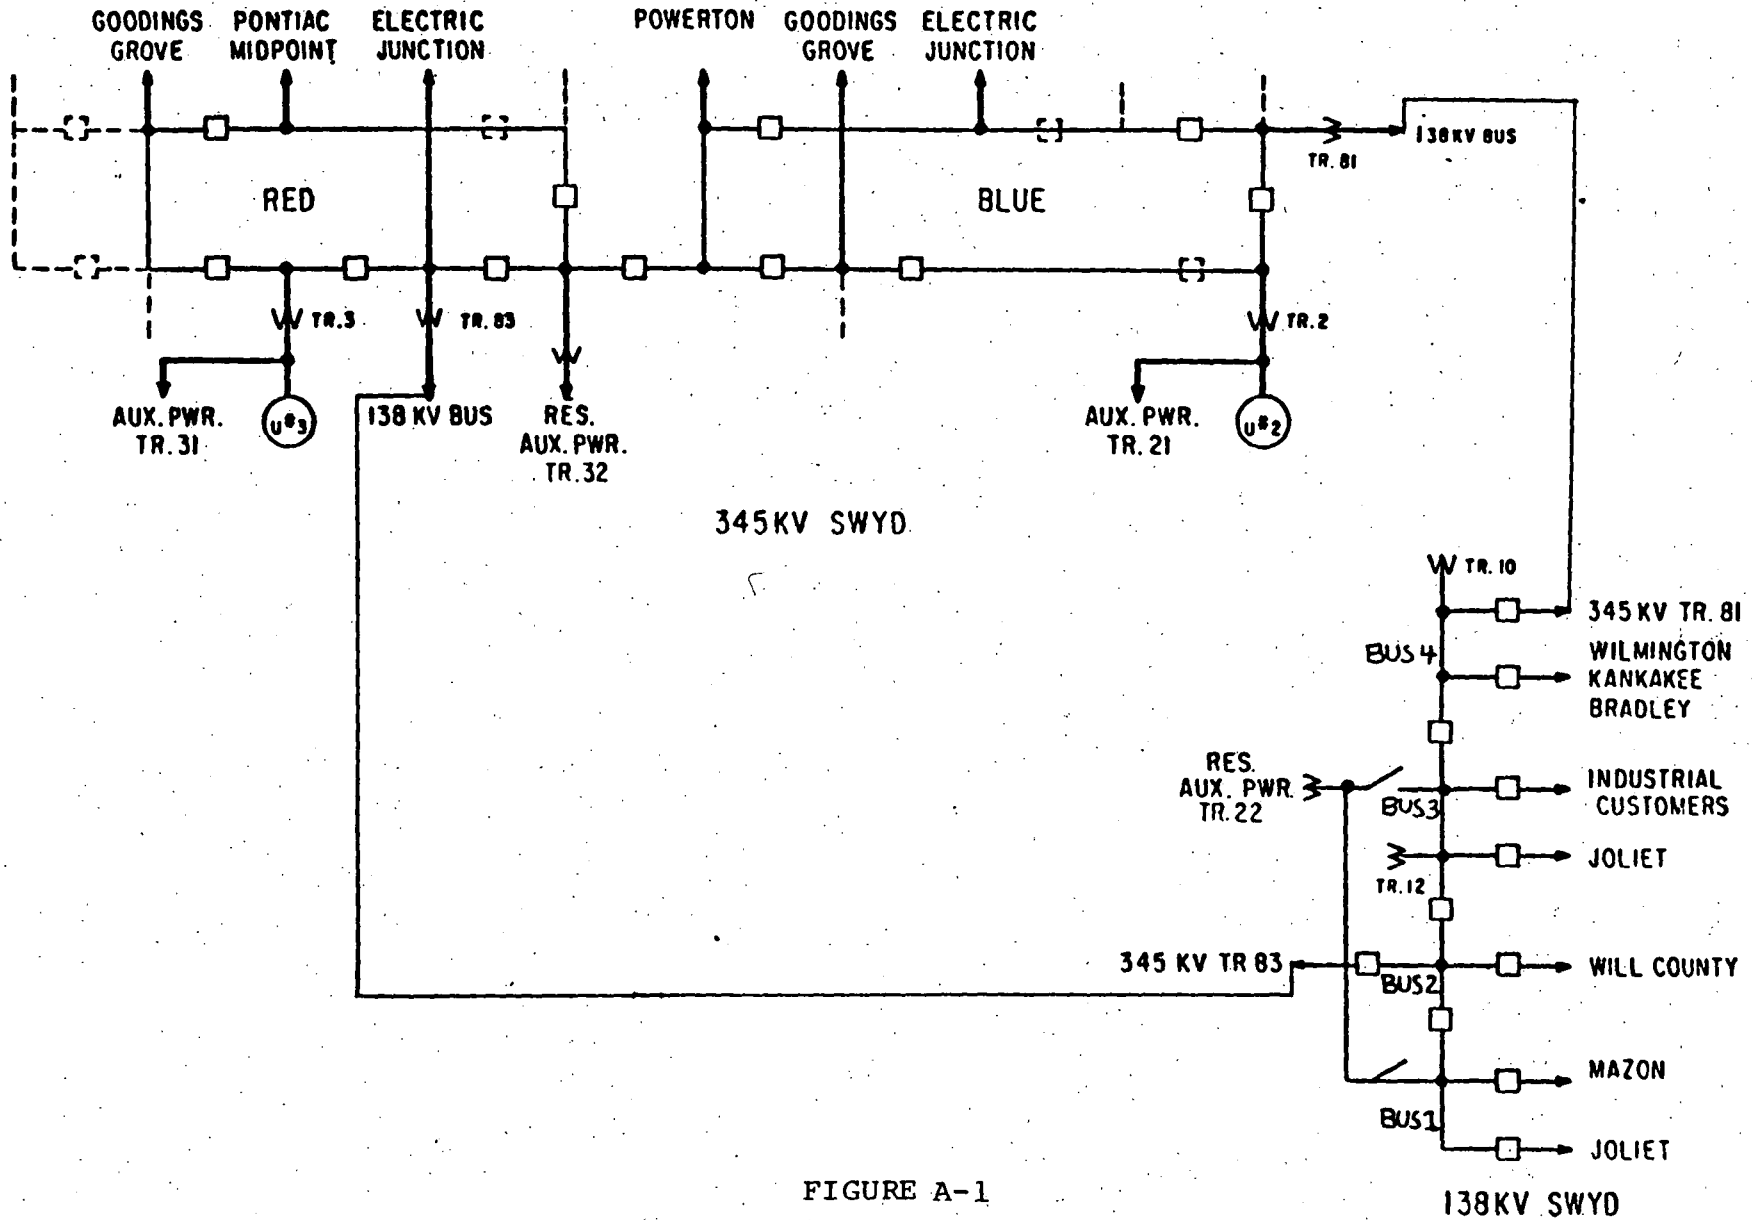 GOODINGS GROVE
PONTIAC MIDPOINT
ELECTRIC JUNCTION
POWERTON
GOODINGS GROVE
ELECTRIC JUNCTION
138KV BUS
TR. 81
RED
BLUE
TR.3
TR.83
TR.2
AUX. PWR.
TR.31
U#3
138 KV BUS
RES.
AUX. PWR.
TR.32
AUX. PWR.
TR.21
U#2
345KV SWYD
TR.10
345 KV TR. 81
BUS4
WILMINGTON
KANKAKEE
BRADLEY
RES.
AUX. PWR.
TR.22
BUS3
INDUSTRIAL
CUSTOMERS
JOLIET
TR.12
345 KV TR 83
BUS2
WILL COUNTY
MAZON
BUS1
JOLIET
FIGURE A-1
138KV SWYD